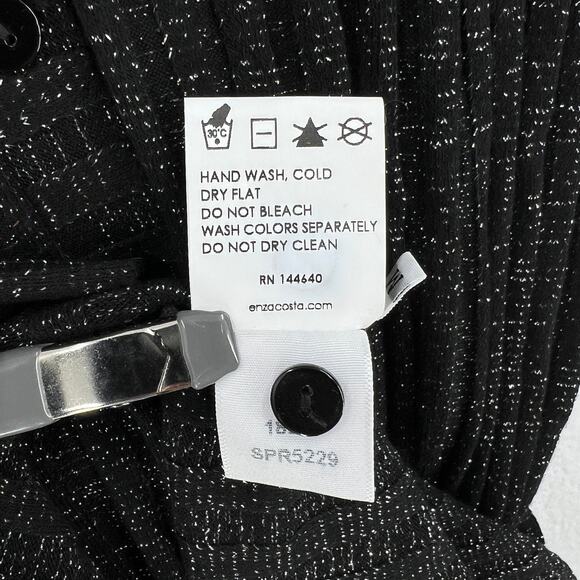 30°C
HAND WASH, COLD
DRY FLAT
DO NOT BLEACH
WASH COLORS SEPARATELY
DO NOT DRY CLEAN
RN 144640
enzacosta.com
SPR5229